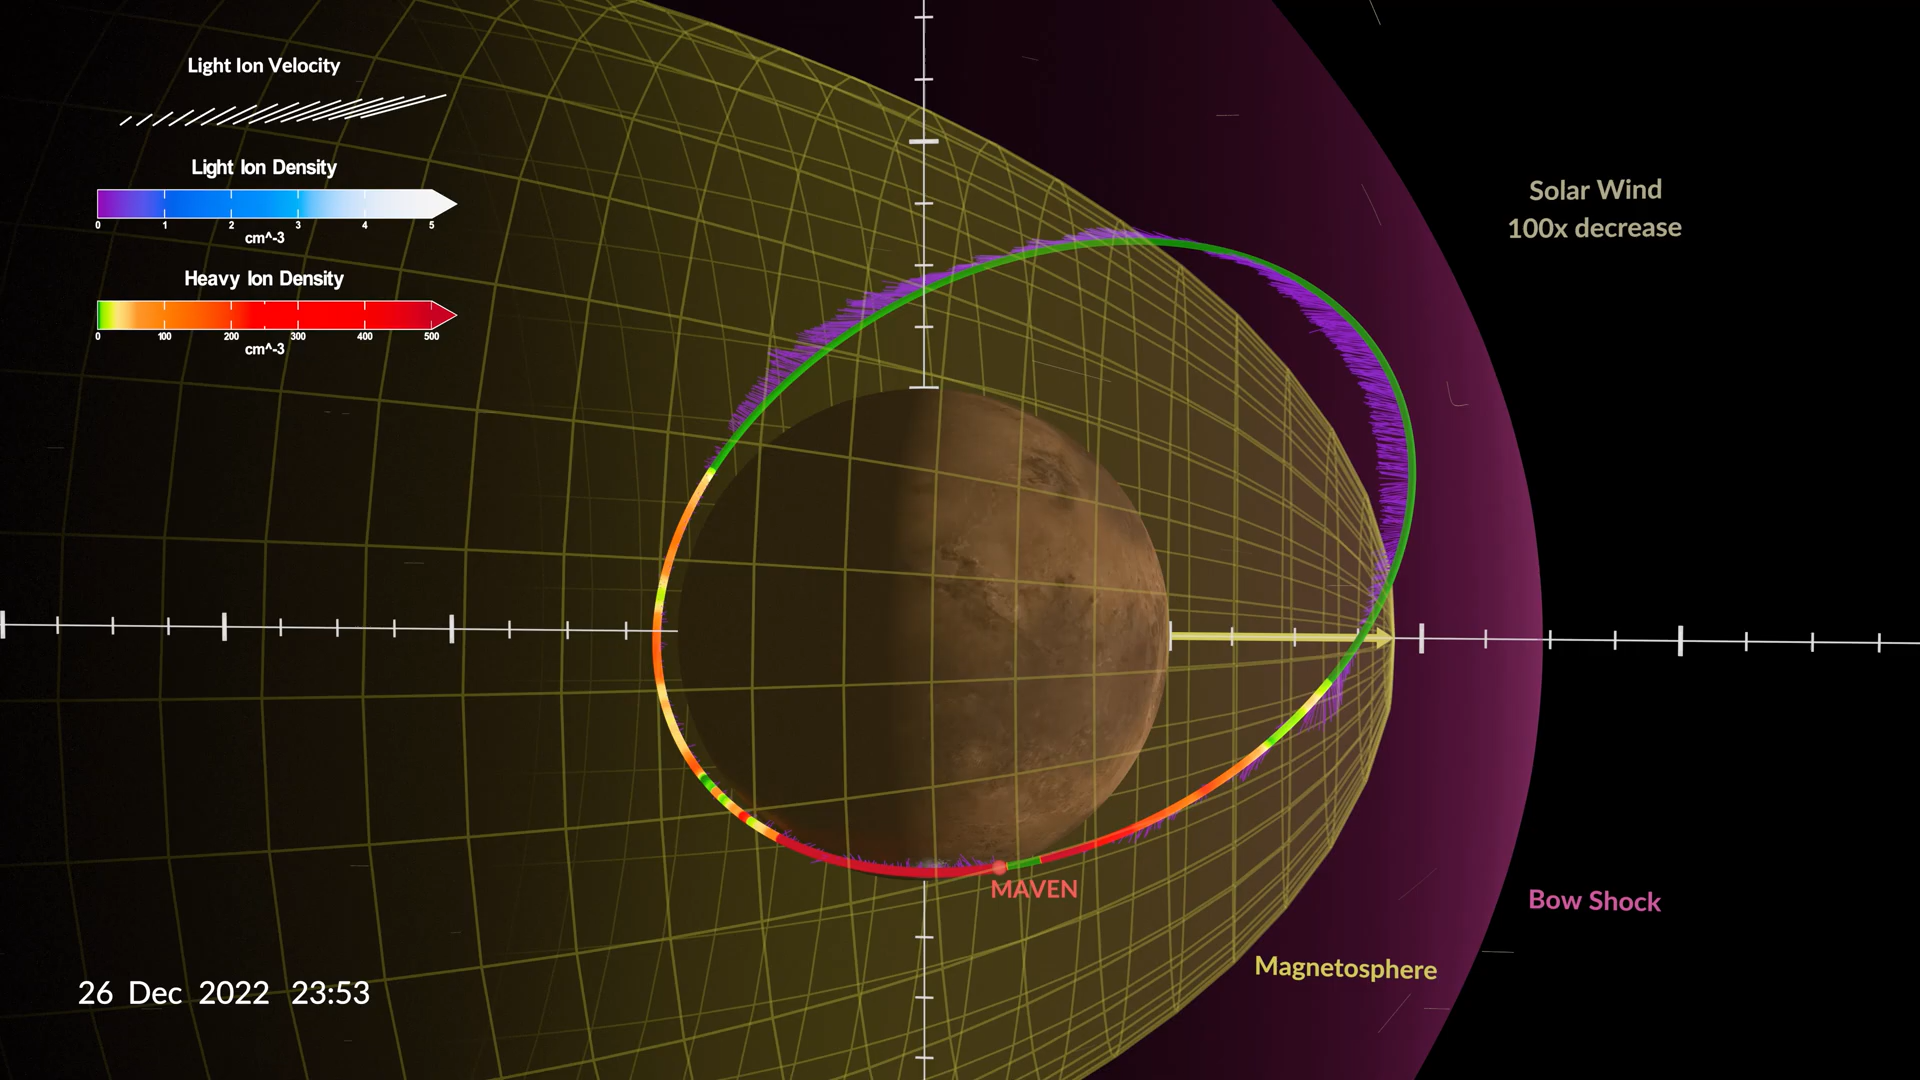 Light Ion Velocity
Light Ion Density
0 1 2 3 4 5
cm^-3
Heavy Ion Density
0 100 200 300 400 500
cm^-3
Solar Wind
100x decrease
MAVEN
Bow Shock
Magnetosphere
26 Dec 2022 23:53